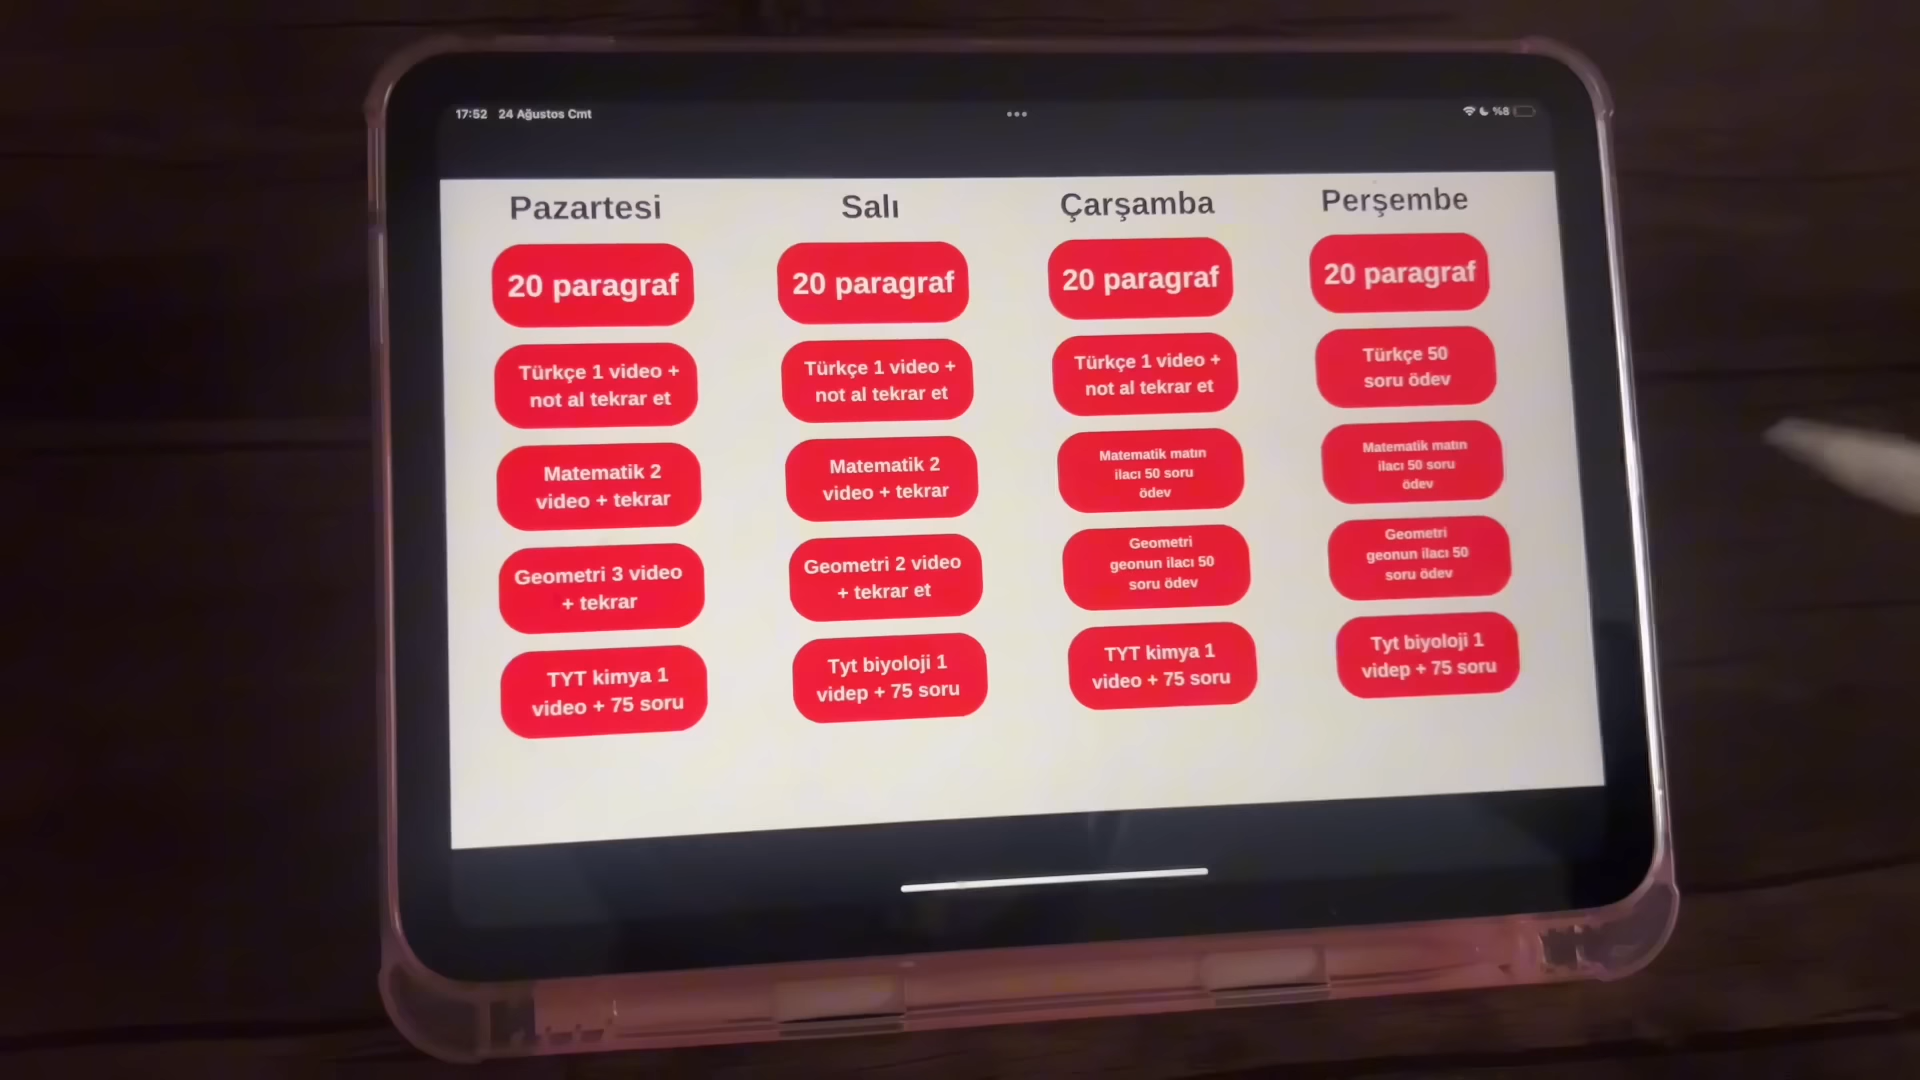 17:52 24 Ağustos Cmt
%8
Pazartesi
20 paragraf
Türkçe 1 video +
not al tekrar et
Matematik 2
video + tekrar
Geometri 3 video
+ tekrar
TYT kimya 1
video + 75 soru
Salı
20 paragraf
Türkçe 1 video +
not al tekrar et
Matematik 2
video + tekrar
Geometri 2 video
+ tekrar et
Tyt biyoloji 1
videp + 75 soru
Çarşamba
20 paragraf
Türkçe 1 video +
not al tekrar et
Matematik matın
ilacı 50 soru
ödev
Geometri
geonun ilacı 50
soru ödev
TYT kimya 1
video + 75 soru
Perşembe
20 paragraf
Türkçe 50
soru ödev
Matematik matın
ilacı 50 soru
ödev
Geometri
geonun ilacı 50
soru ödev
Tyt biyoloji 1
videp + 75 soru